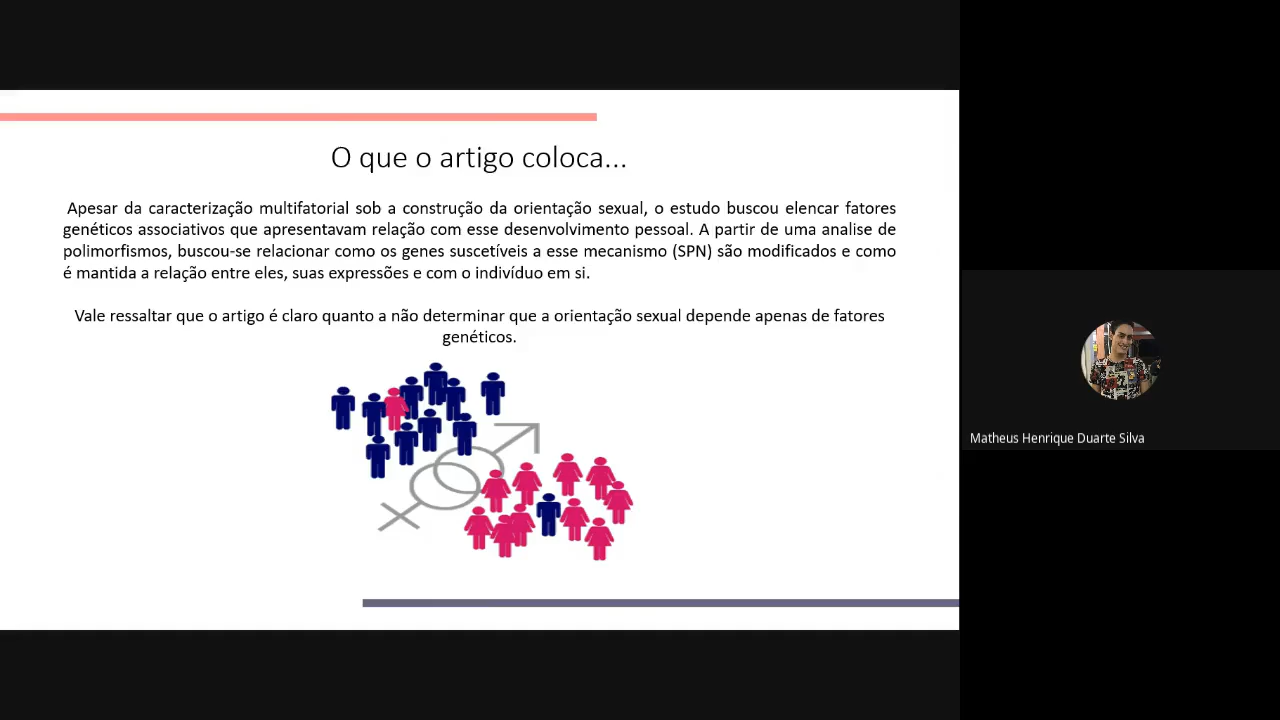 O que o artigo coloca...
Apesar da caracterização multifatorial sob a construção da orientação sexual, o estudo buscou elencar fatores
genéticos associativos que apresentavam relação com esse desenvolvimento pessoal. A partir de uma analise de
polimorfismos, buscou-se relacionar como os genes suscetíveis a esse mecanismo (SPN) são modificados e como
é mantida a relação entre eles, suas expressões e com o indivíduo em si.
Vale ressaltar que o artigo é claro quanto a não determinar que a orientação sexual depende apenas de fatores
genéticos.
Matheus Henrique Duarte Silva